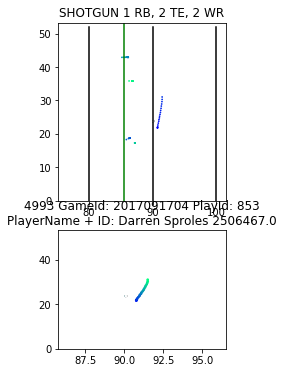 SHOTGUN 1 RB, 2 TE, 2 WR
50
40
30
20
10
0
80 90 100
4993 GameId: 2017091704 PlayId: 853
PlayerName + ID: Darren Sproles 2506467.0
40
20
0
87.5 90.0 92.5 95.0